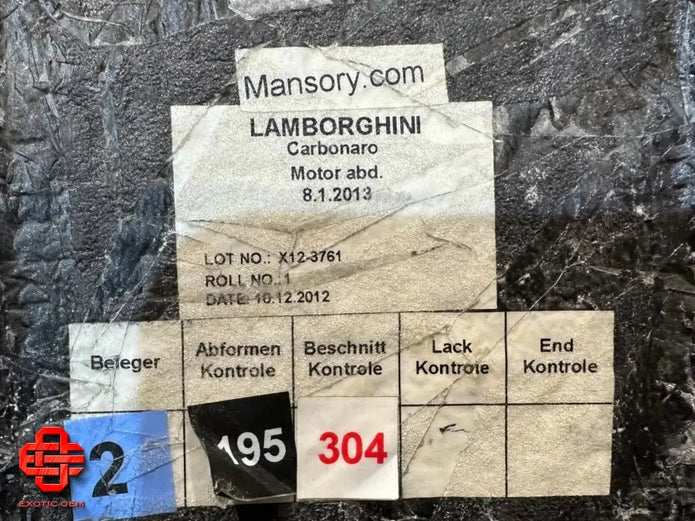 Mansory.com
LAMBORGHINI
Carbonaro
Motor abd.
8.1.2013
LOT NO.: X12-3761
ROLL NO.: 1
DATE: 10.12.2012
Beleger
Abformen Kontrole
Beschnitt Kontrole
Lack Kontrole
End Kontrole
2
195
304
EXOTIC OEM